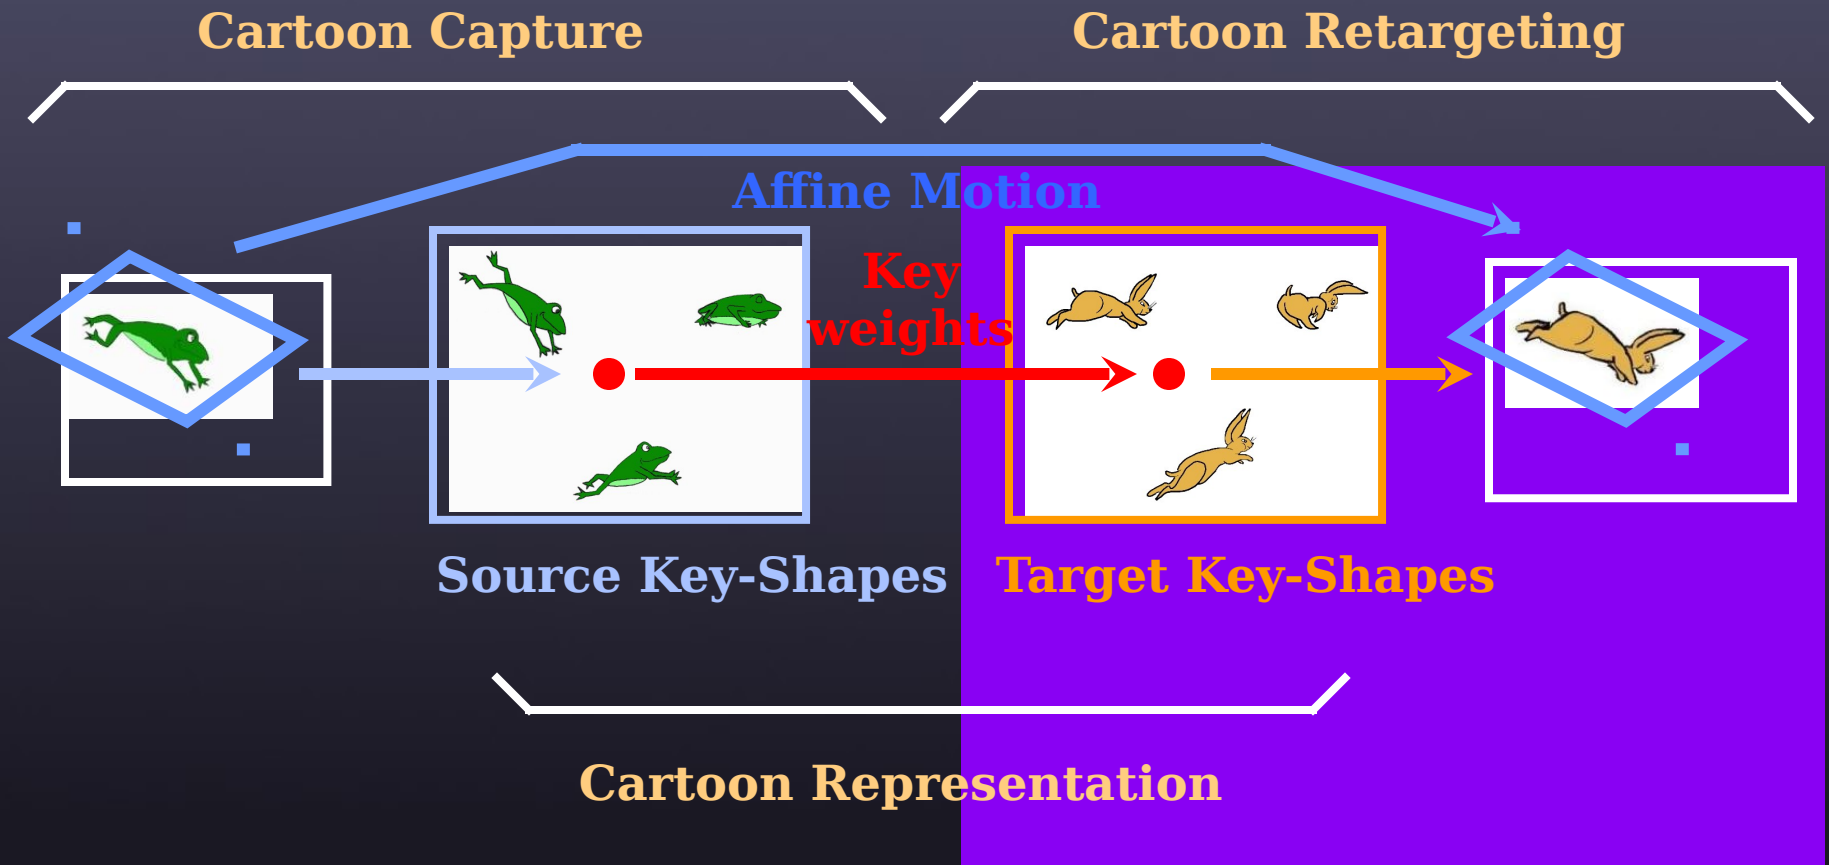 Cartoon Capture
Cartoon Retargeting
Affine Motion
Key
weights
Source Key-Shapes
Target Key-Shapes
Cartoon Representation